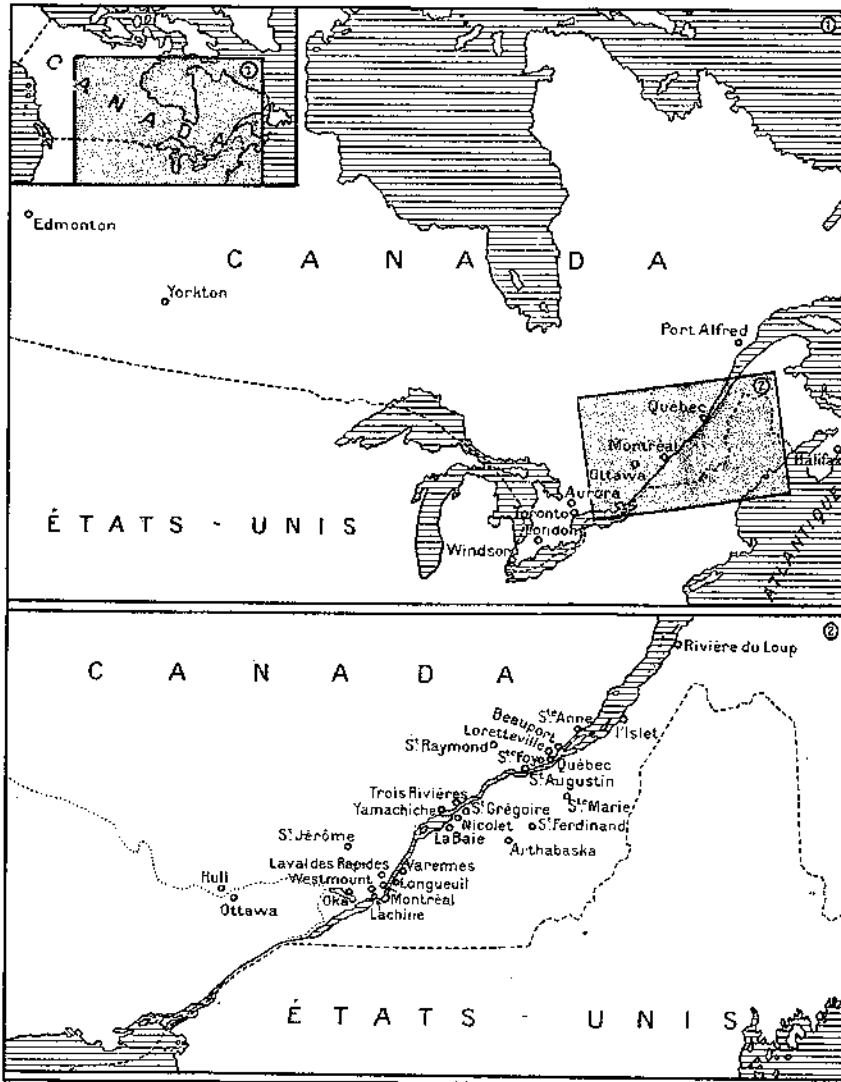 ①
②
C A N A D A
Edmonton
C A N A D A
Yorkton
Port Alfred
②
Québec
Montréal
Ottawa
Halifax
Aurora
Toronto
London
Windsor
ÉTATS-UNIS
ATLANTIQUE
②
Rivière du Loup
C A N A D A
Ste Anne
Beauport
l'Islet
Loretteville
St Raymond
Ste Foye
Québec
St Augustin
Trois Rivières
Ste Marie
Yamachiche
St Grégoire
Nicolet
St Ferdinand
La Baie
St Jérôme
Arthabaska
Laval des Rapides
Varennes
Hull
Westmount
Longueuil
Oka
Montréal
Ottawa
Lachine
ÉTATS-UNIS